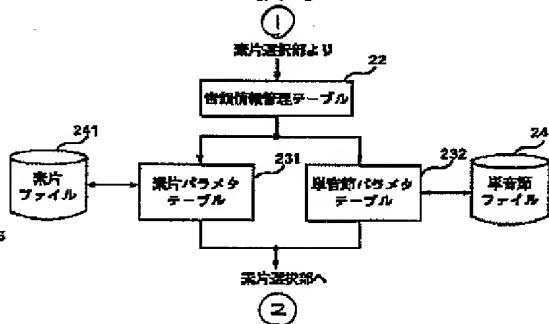 1
素片選択部より
22
音類情報管理テーブル
241
素片
ファイル
231
素片パラメタ
テーブル
232
単音節パラメタ
テーブル
24
単音節
ファイル
素片選択部へ
2